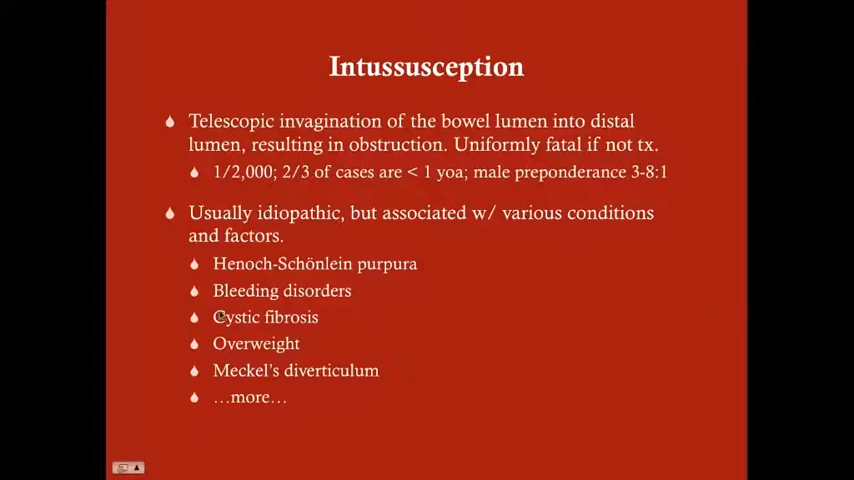 Intussusception
Telescopic invagination of the bowel lumen into distal
lumen, resulting in obstruction. Uniformly fatal if not tx.
1/2,000; 2/3 of cases are < 1 yoa; male preponderance 3-8:1
Usually idiopathic, but associated w/ various conditions
and factors.
Henoch-Schönlein purpura
Bleeding disorders
Cystic fibrosis
Overweight
Meckel's diverticulum
…more…